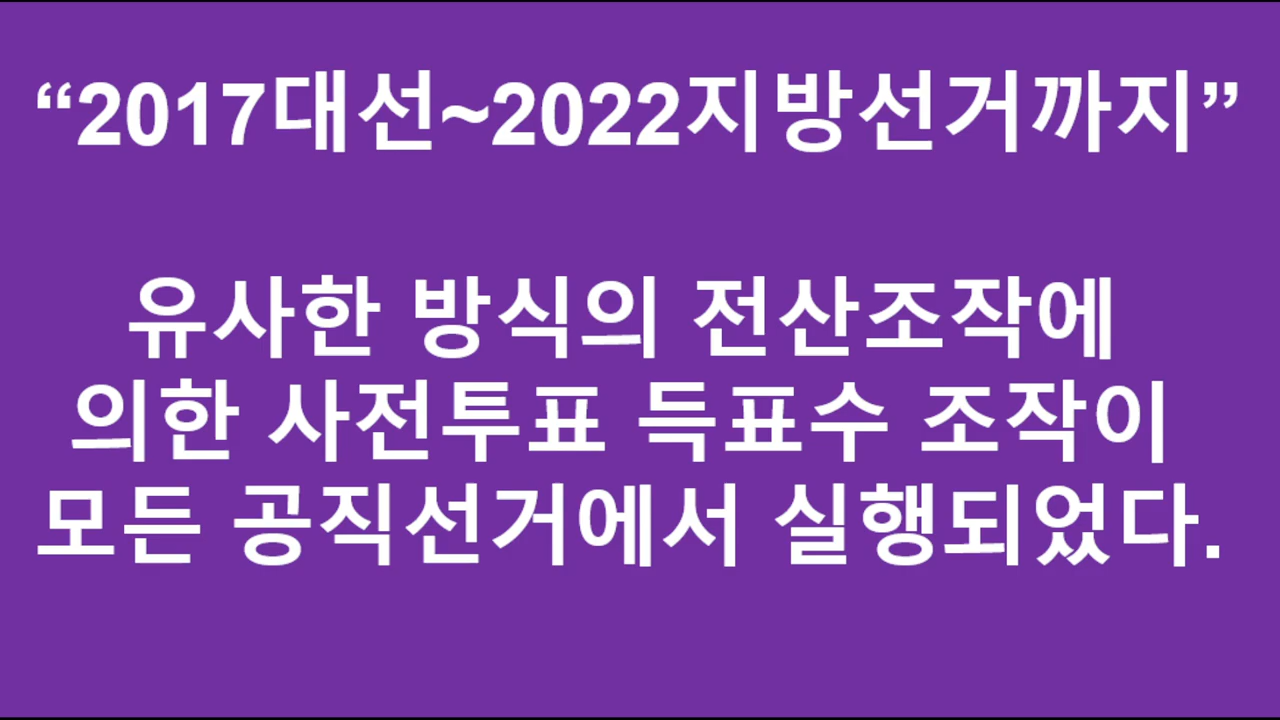 “2017대선~2022지방선거까지”
유사한 방식의 전산조작에
의한 사전투표 득표수 조작이
모든 공직선거에서 실행되었다.